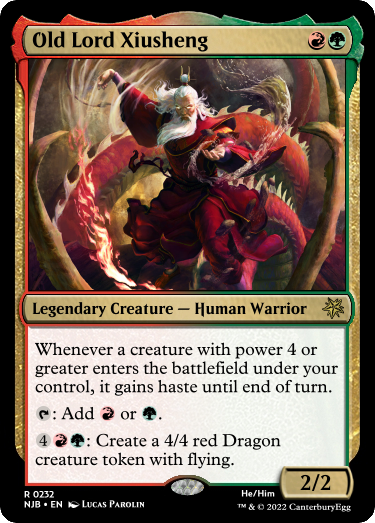 Old Lord Xiusheng
Legendary Creature — Human Warrior
Whenever a creature with power 4 or
greater enters the battlefield under your
control, it gains haste until end of turn.
: Add or .
4 : Create a 4/4 red Dragon
creature token with flying.
2/2
R 0232
NJB • EN Lucas Parolin
He/Him
™ & © 2022 CanterburyEgg